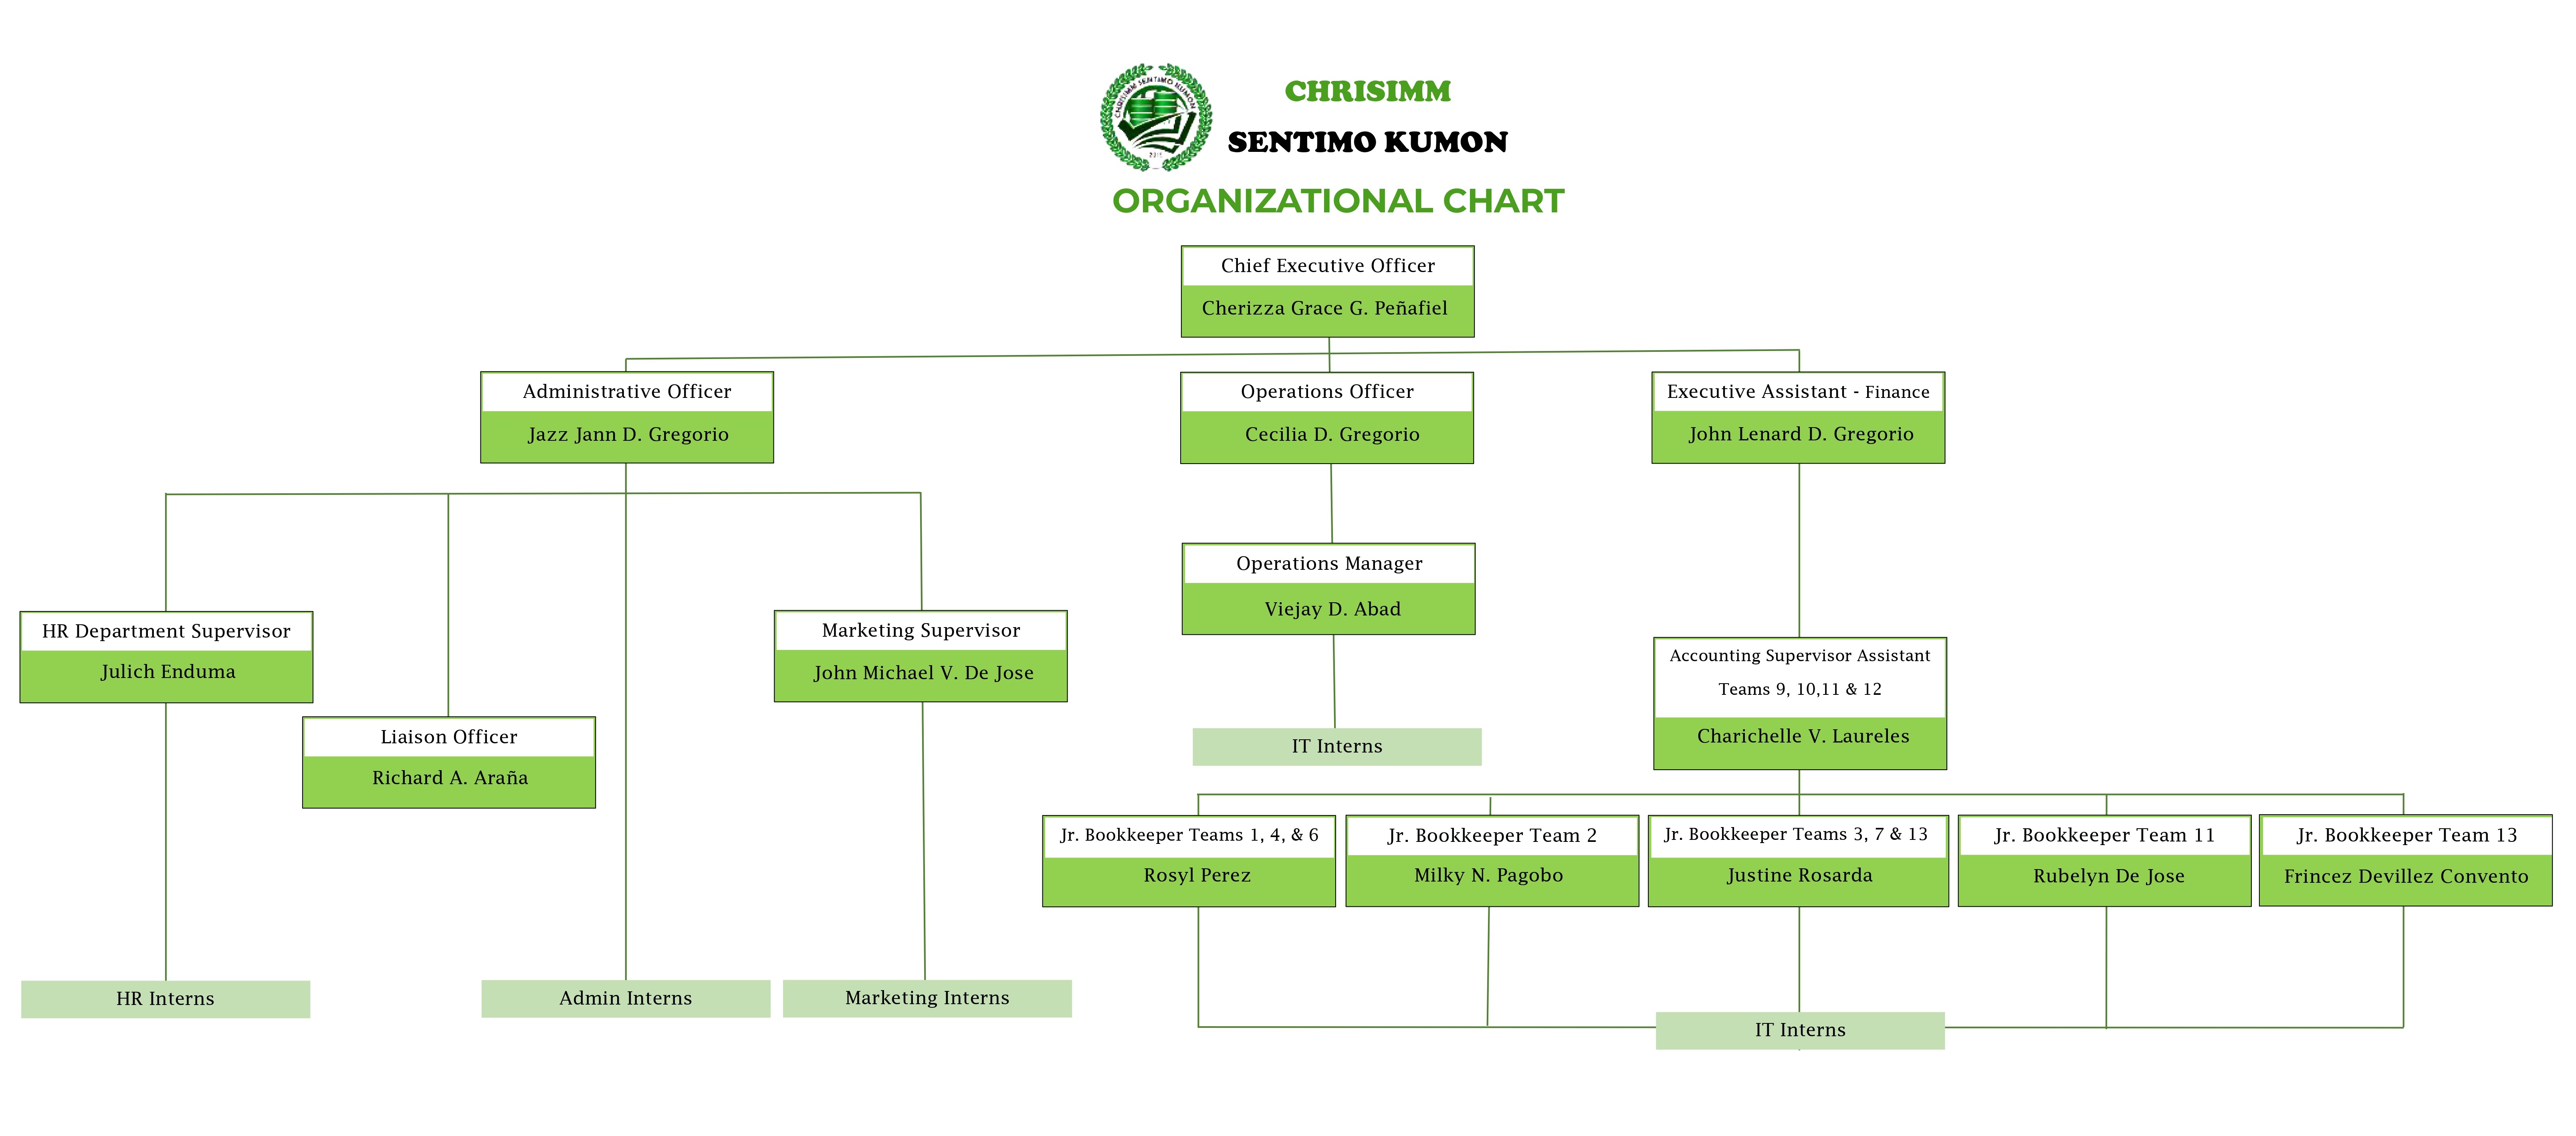 CHRISIMM SENTIMO KUMON
CHRISIMM
SENTIMO KUMON
ORGANIZATIONAL CHART
Chief Executive Officer
Cherizza Grace G. Peñafiel
Administrative Officer
Jazz Jann D. Gregorio
Operations Officer
Cecilia D. Gregorio
Executive Assistant - Finance
John Lenard D. Gregorio
Operations Manager
Viejay D. Abad
HR Department Supervisor
Julich Enduma
Marketing Supervisor
John Michael V. De Jose
Accounting Supervisor Assistant
Teams 9, 10,11 & 12
Charichelle V. Laureles
Liaison Officer
Richard A. Araña
IT Interns
Jr. Bookkeeper Teams 1, 4, & 6
Rosyl Perez
Jr. Bookkeeper Team 2
Milky N. Pagobo
Jr. Bookkeeper Teams 3, 7 & 13
Justine Rosarda
Jr. Bookkeeper Team 11
Rubelyn De Jose
Jr. Bookkeeper Team 13
Frincez Devillez Convento
HR Interns
Admin Interns
Marketing Interns
IT Interns